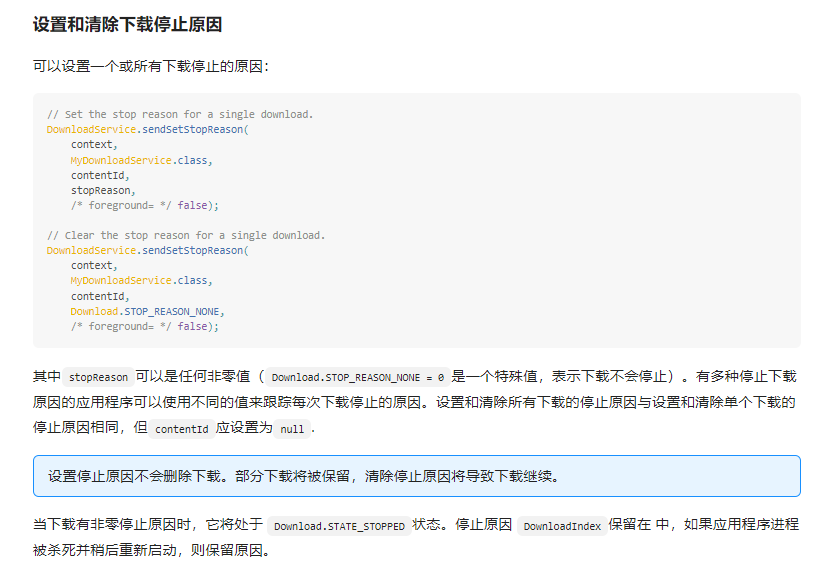 设置和清除下载停止原因
可以设置一个或所有下载停止的原因：
// Set the stop reason for a single download.
DownloadService.sendSetStopReason(
context,
MyDownloadService.class,
contentId,
stopReason,
/* foreground= */ false);
// Clear the stop reason for a single download.
DownloadService.sendSetStopReason(
context,
MyDownloadService.class,
contentId,
Download.STOP_REASON_NONE,
/* foreground= */ false);
其中 stopReason 可以是任何非零值（ Download.STOP_REASON_NONE = 0 是一个特殊值，表示下载不会停止）。有多种停止下载
原因的应用程序可以使用不同的值来跟踪每次下载停止的原因。设置和清除所有下载的停止原因与设置和清除单个下载的
停止原因相同，但 contentId 应设置为 null .
设置停止原因不会删除下载。部分下载将被保留，清除停止原因将导致下载继续。
当下载有非零停止原因时，它将处于 Download.STATE_STOPPED 状态。停止原因 DownloadIndex 保留在 中，如果应用程序进程
被杀死并稍后重新启动，则保留原因。